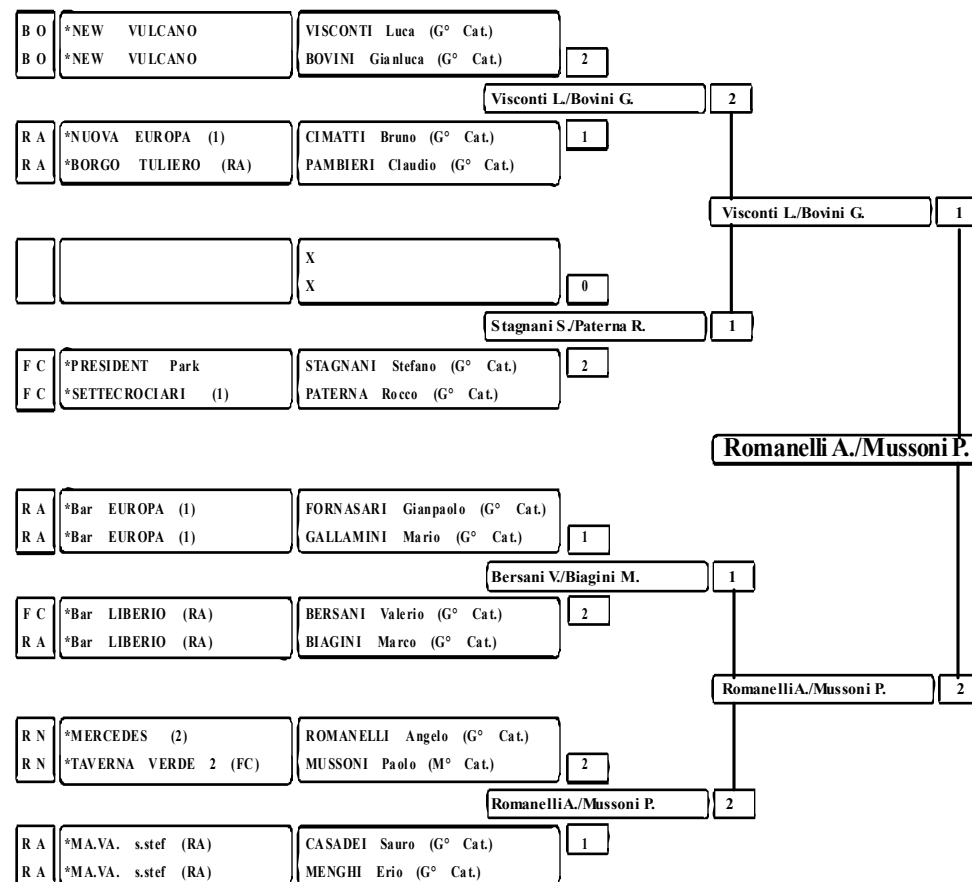 B O *NEW VULCANO VISCONTI Luca (G° Cat.)
B O *NEW VULCANO BOVINI Gianluca (G° Cat.) 2
Visconti L./Bovini G. 2
R A *NUOVA EUROPA (1) CIMATTI Bruno (G° Cat.) 1
R A *BORGO TULIERO (RA) PAMBIERI Claudio (G° Cat.)
Visconti L./Bovini G. 1
X
X 0
Stagnani S./Paterna R. 1
F C *PRESIDENT Park STAGNANI Stefano (G° Cat.) 2
F C *SETTECROCIARI (1) PATERNA Rocco (G° Cat.)
Romanelli A./Mussoni P.
R A *Bar EUROPA (1) FORNASARI Gianpaolo (G° Cat.)
R A *Bar EUROPA (1) GALLAMINI Mario (G° Cat.) 1
Bersani V./Biagini M. 1
F C *Bar LIBERIO (RA) BERSANI Valerio (G° Cat.) 2
R A *Bar LIBERIO (RA) BIAGINI Marco (G° Cat.)
Romanelli A./Mussoni P. 2
R N *MERCEDES (2) ROMANELLI Angelo (G° Cat.)
R N *TAVERNA VERDE 2 (FC) MUSSONI Paolo (M° Cat.) 2
Romanelli A./Mussoni P. 2
R A *MA.VA. s.stef (RA) CASADEI Sauro (G° Cat.) 1
R A *MA.VA. s.stef (RA) MENGHI Erio (G° Cat.)